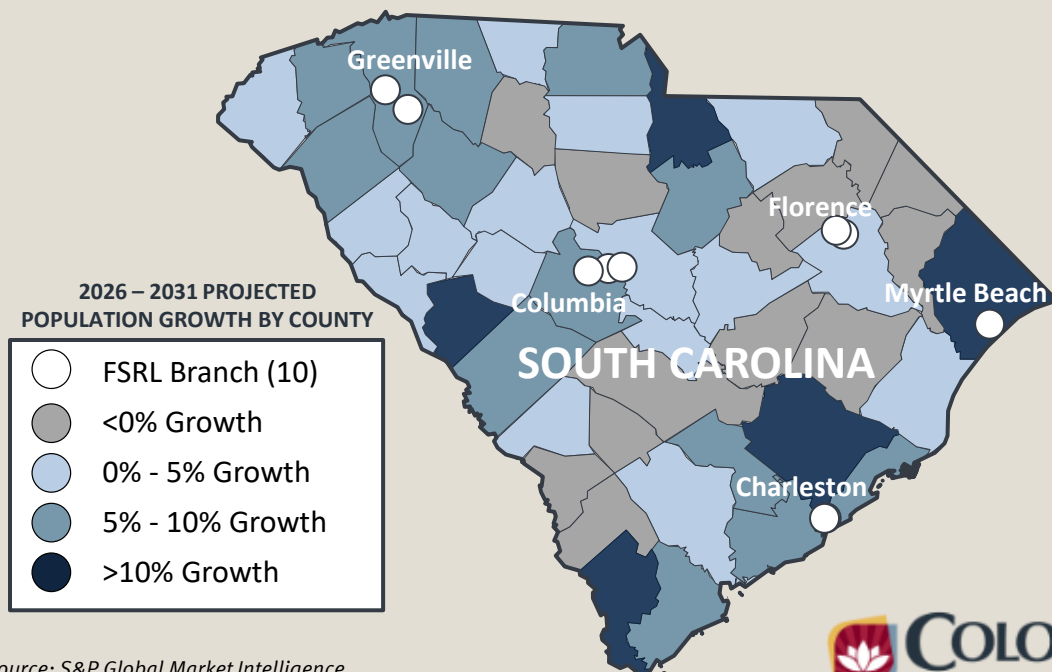 Greenville
Florence
Myrtle Beach
Columbia
SOUTH CAROLINA
Charleston
2026 – 2031 PROJECTED
POPULATION GROWTH BY COUNTY
FSRL Branch (10)
<0% Growth
0% - 5% Growth
5% - 10% Growth
>10% Growth
ource: S&P Global Market Intelligence
COLO